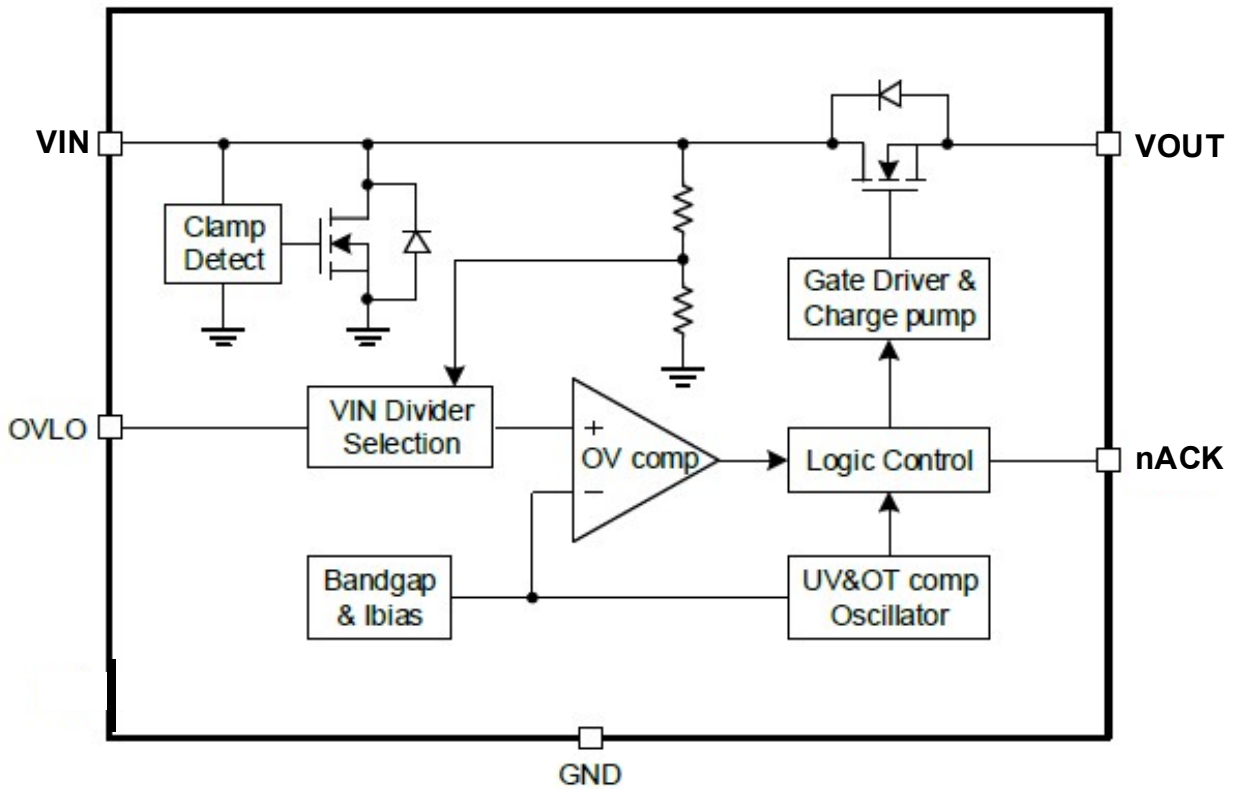 VIN
VOUT
Clamp
Detect
Gate Driver &
Charge pump
OVLO
VIN Divider
Selection
+
OV comp
−
Logic Control
nACK
Bandgap
& Ibias
UV&OT comp
Oscillator
GND